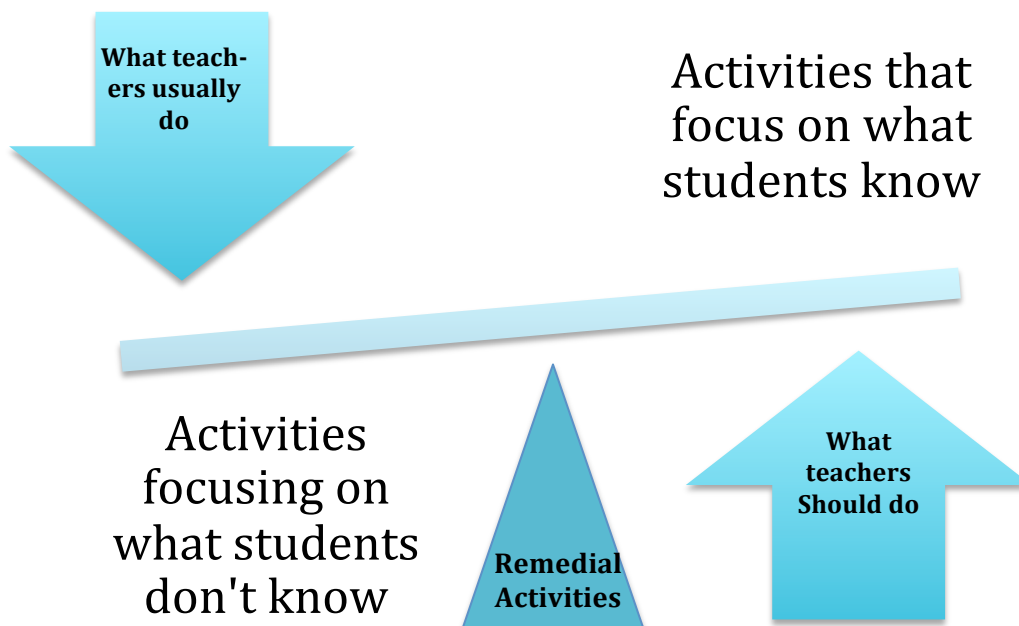 What teach-
ers usually
do
Activities that
focus on what
students know
Activities
focusing on
what students
don't know
Remedial
Activities
What
teachers
Should do